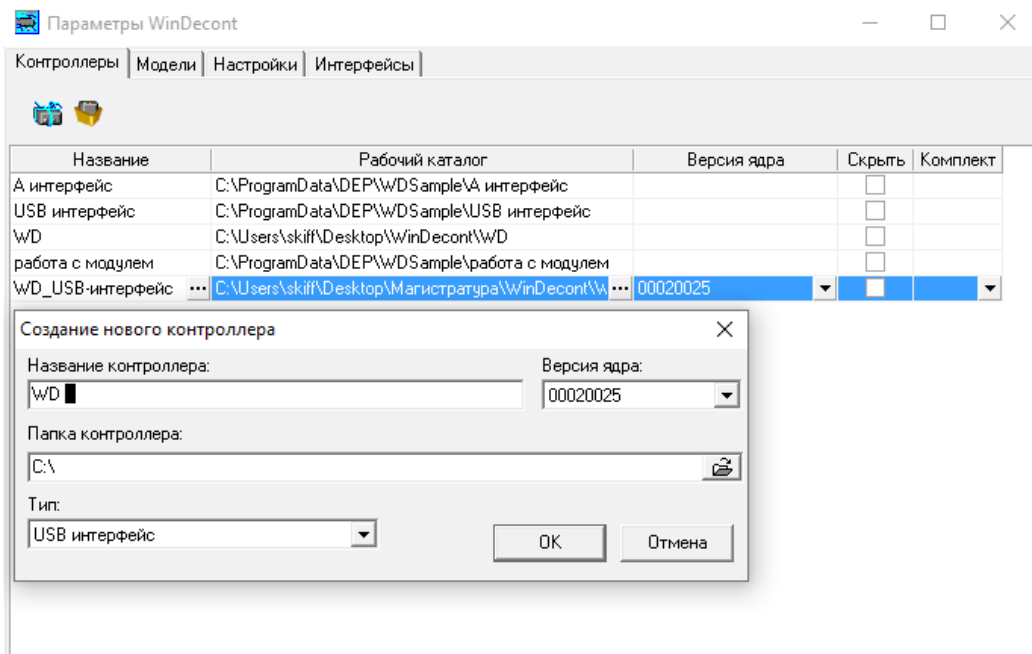 Параметры WinDecont
Контроллеры Модели Настройки Интерфейсы
Название Рабочий каталог Версия ядра Скрыть Комплект
А интерфейс C:\ProgramData\DEP\WDSample\А интерфейс
USB интерфейс C:\ProgramData\DEP\WDSample\USB интерфейс
WD C:\Users\skiff\Desktop\WinDecont\WD
работа с модулем C:\ProgramData\DEP\WDSample\работа с модулем
WD_USB-интерфейс ... C:\Users\skiff\Desktop\Магистратура\WinDecont\ ... 00020025
Создание нового контроллера
Название контроллера: Версия ядра:
WD 00020025
Папка контроллера:
C:\
Тип:
USB интерфейс OK Отмена